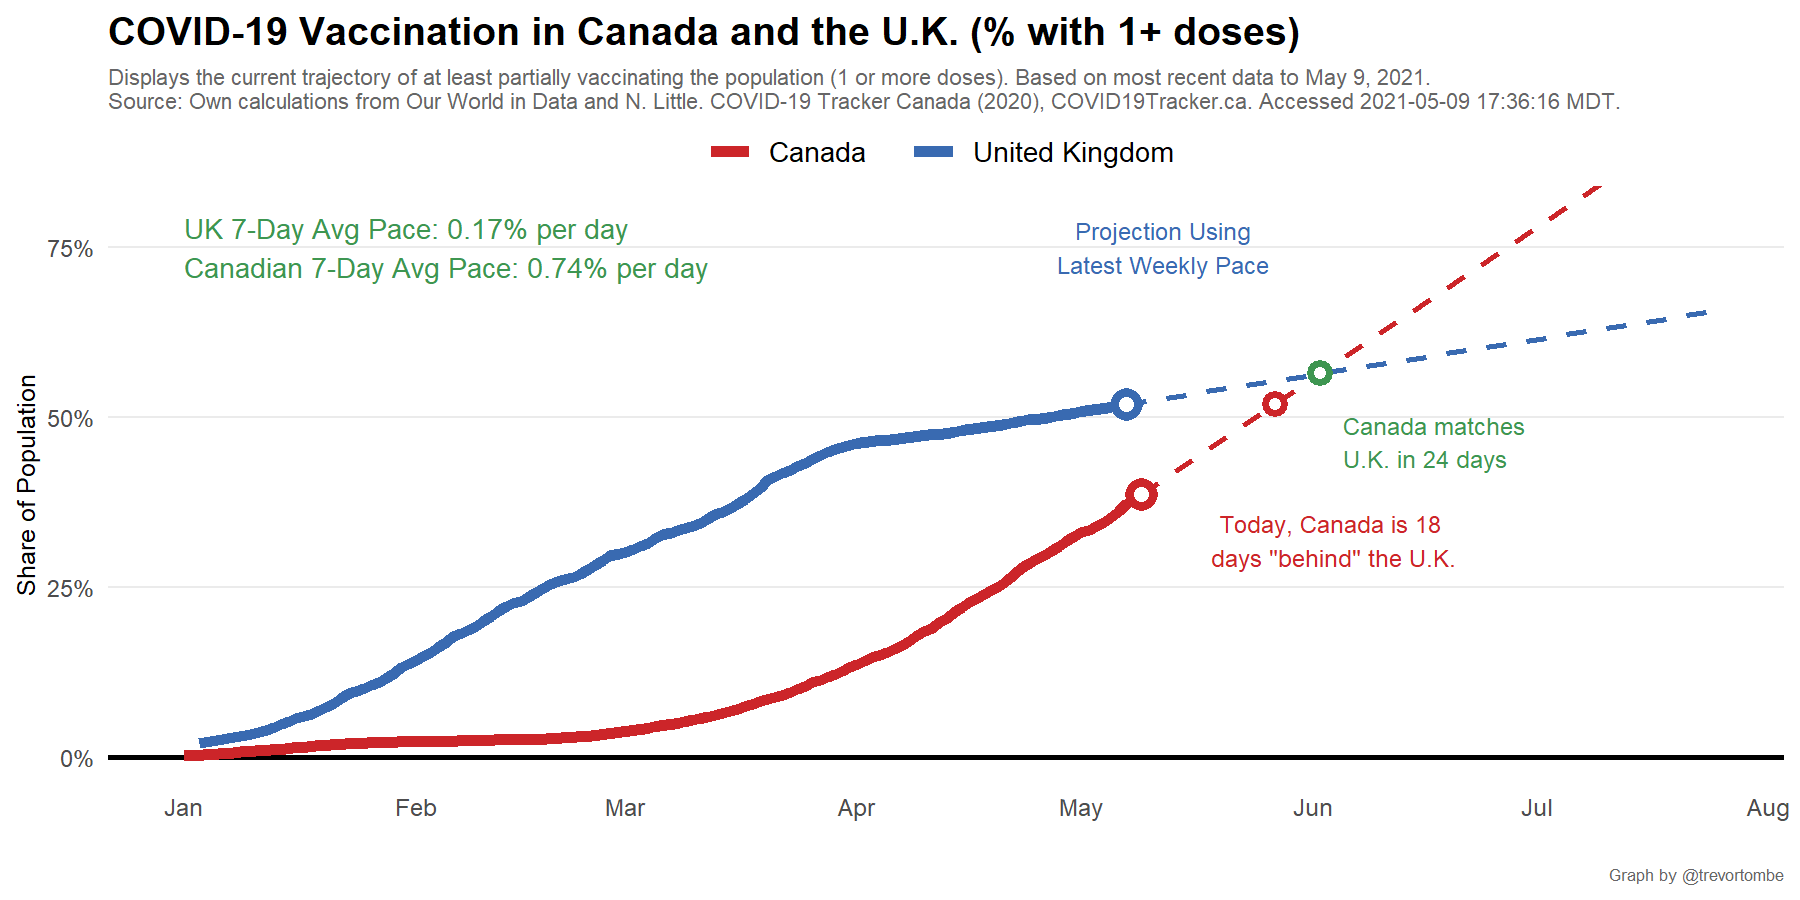 COVID-19 Vaccination in Canada and the U.K. (% with 1+ doses)
Displays the current trajectory of at least partially vaccinating the population (1 or more doses). Based on most recent data to May 9, 2021.
Source: Own calculations from Our World in Data and N. Little. COVID-19 Tracker Canada (2020), COVID19Tracker.ca. Accessed 2021-05-09 17:36:16 MDT.
Canada
United Kingdom
UK 7-Day Avg Pace: 0.17% per day
Canadian 7-Day Avg Pace: 0.74% per day
Projection Using
Latest Weekly Pace
Canada matches
U.K. in 24 days
Today, Canada is 18
days "behind" the U.K.
Share of Population
75%
50%
25%
0%
Jan
Feb
Mar
Apr
May
Jun
Jul
Aug
Graph by @trevortombe